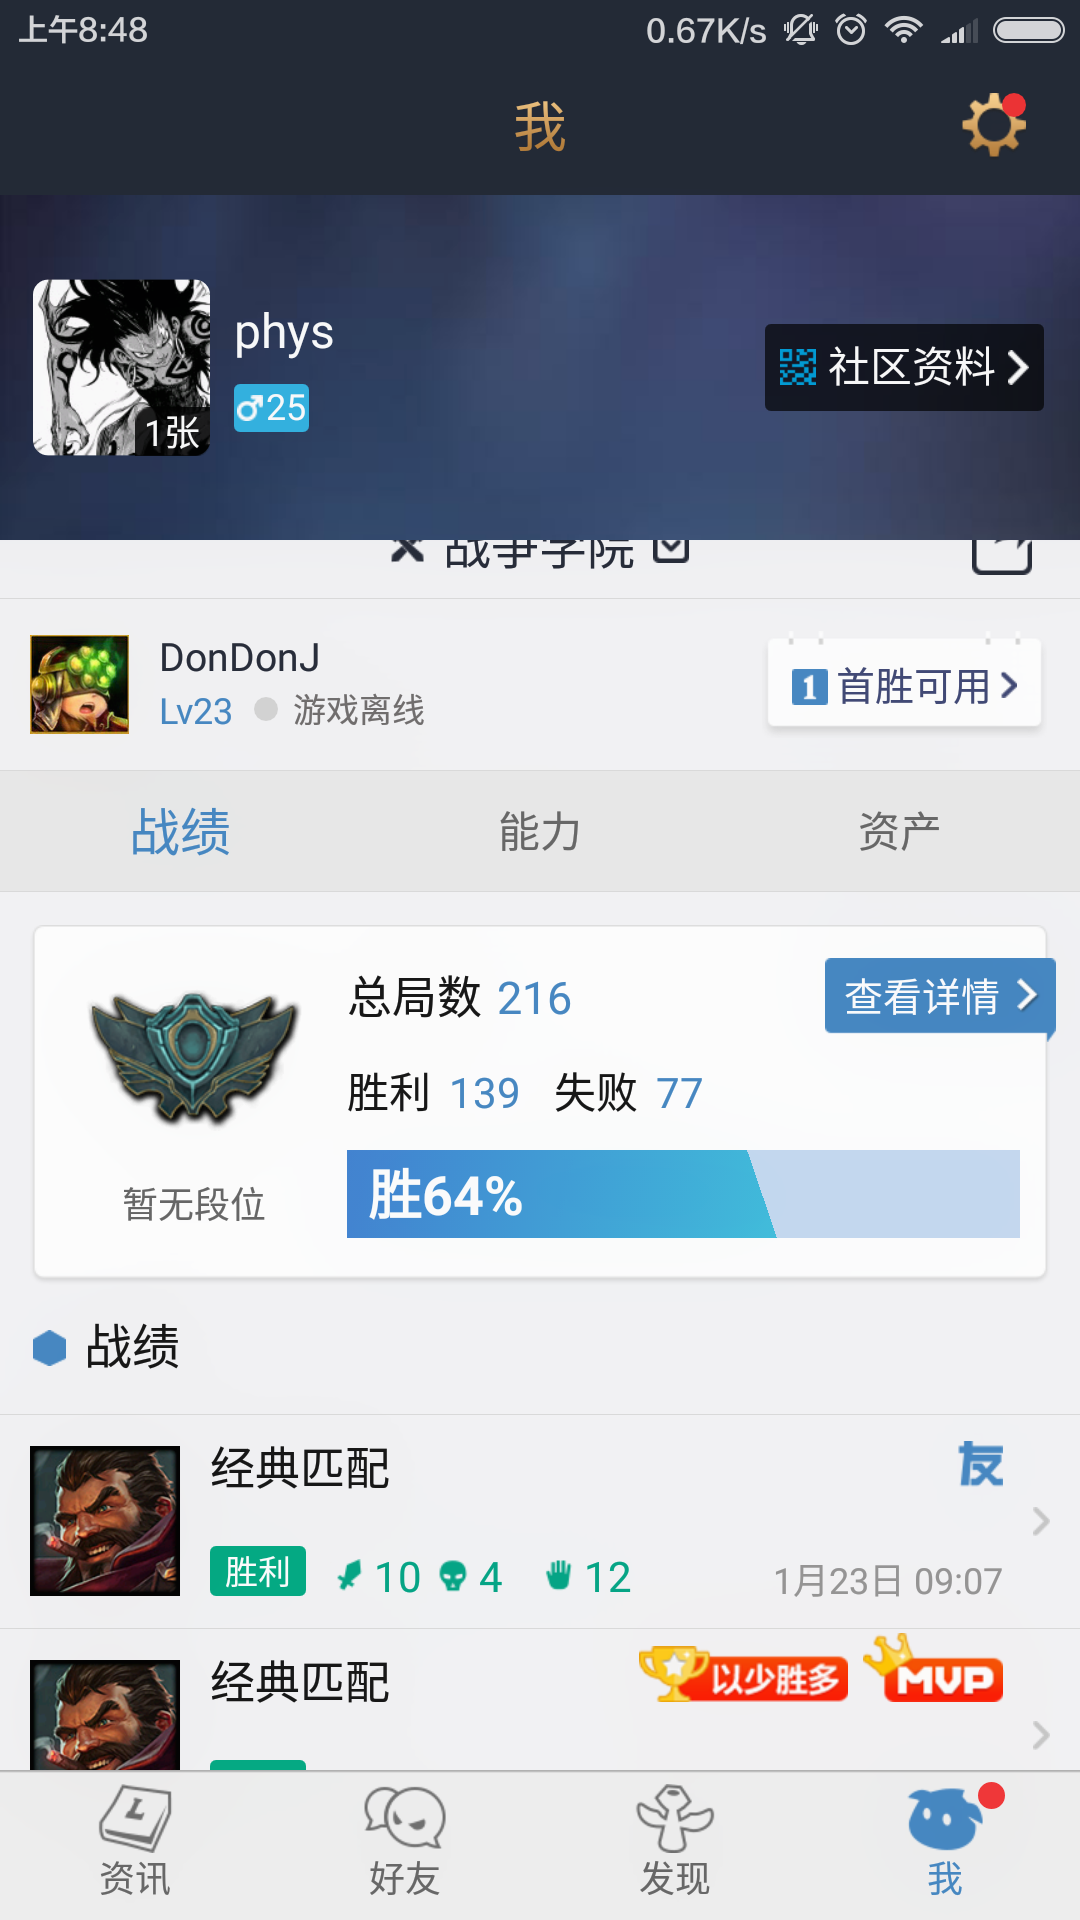 上午8:48
0.67K/s
我
phys
25
1张
社区资料
战争学院
DonDonJ
Lv23 游戏离线
1 首胜可用
战绩 能力 资产
总局数 216
查看详情
胜利 139 失败 77
暂无段位
胜64%
战绩
经典匹配
友
胜利 10 4 12
1月23日 09:07
经典匹配
以少胜多 MVP
资讯 好友 发现 我